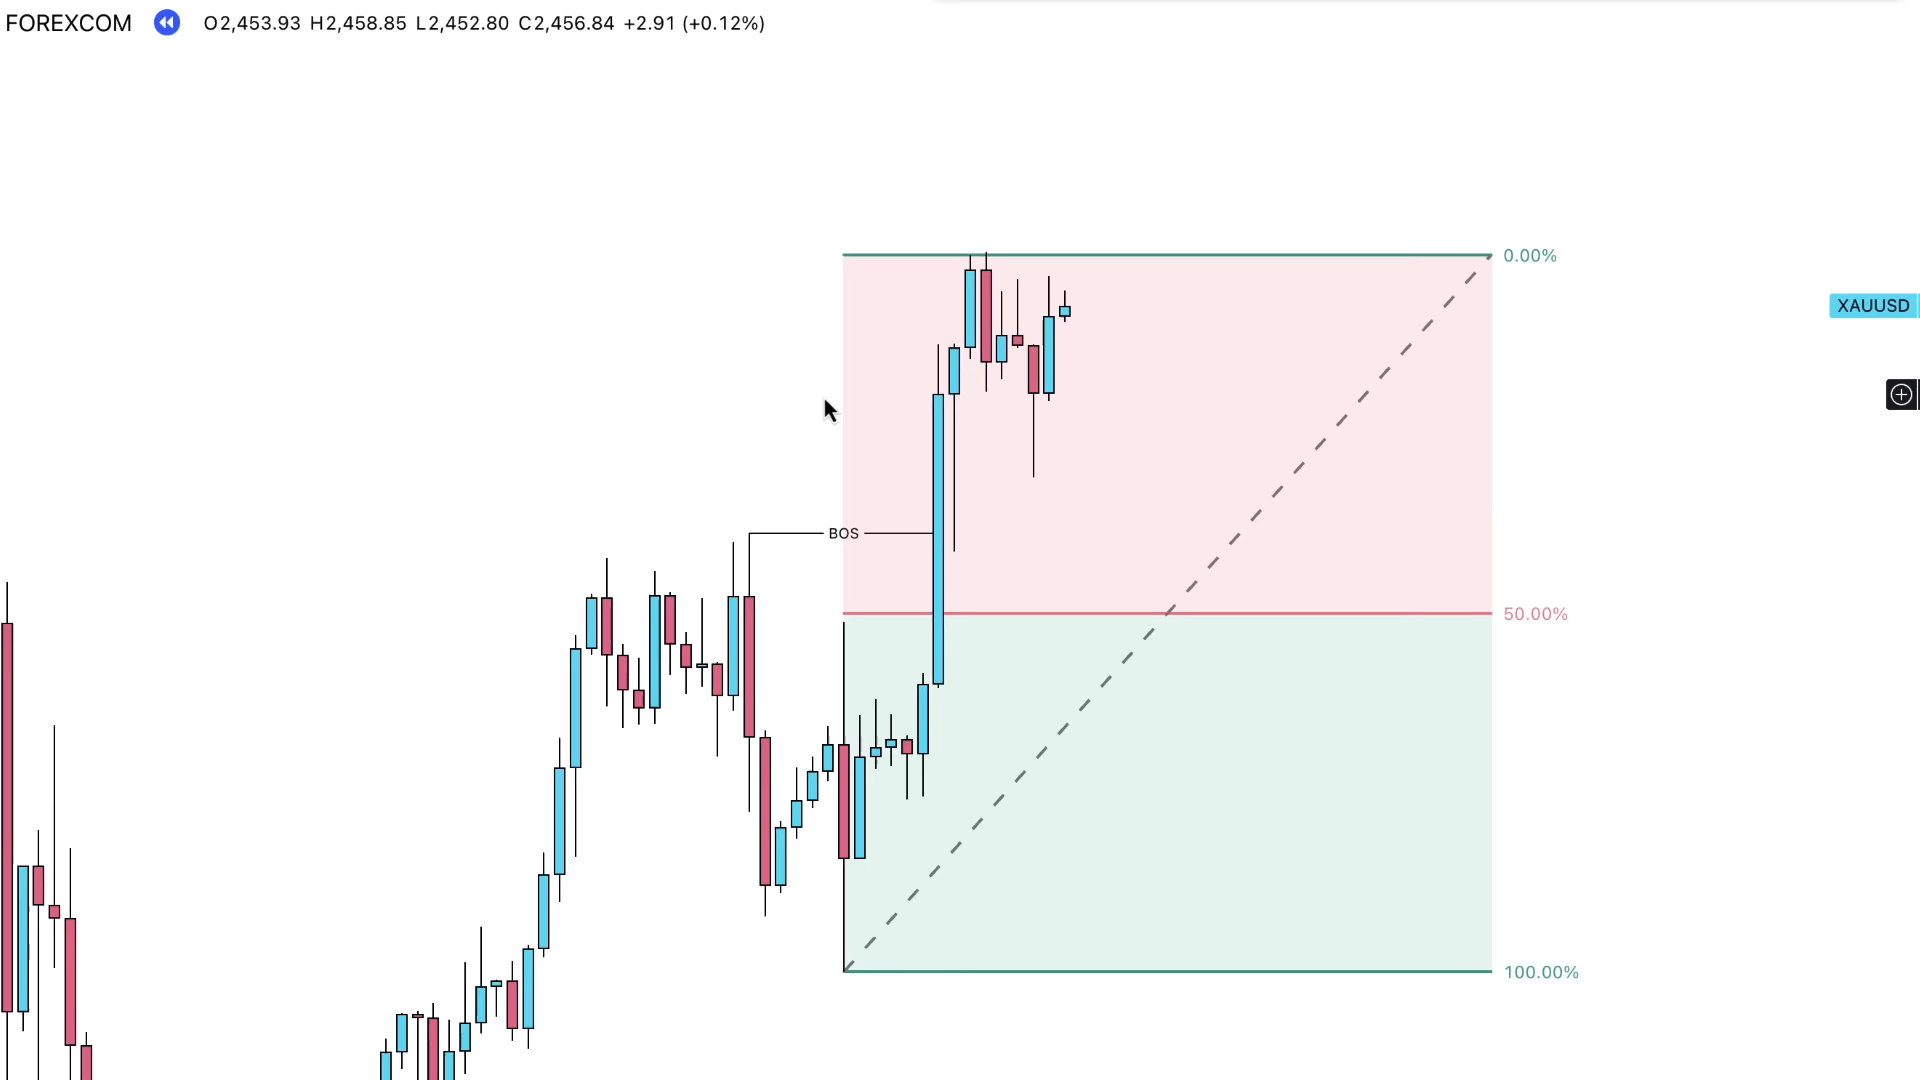 FOREXCOM O2,453.93 H2,458.85 L2,452.80 C2,456.84 +2.91 (+0.12%)
0.00%
XAUUSD
BOS
50.00%
100.00%